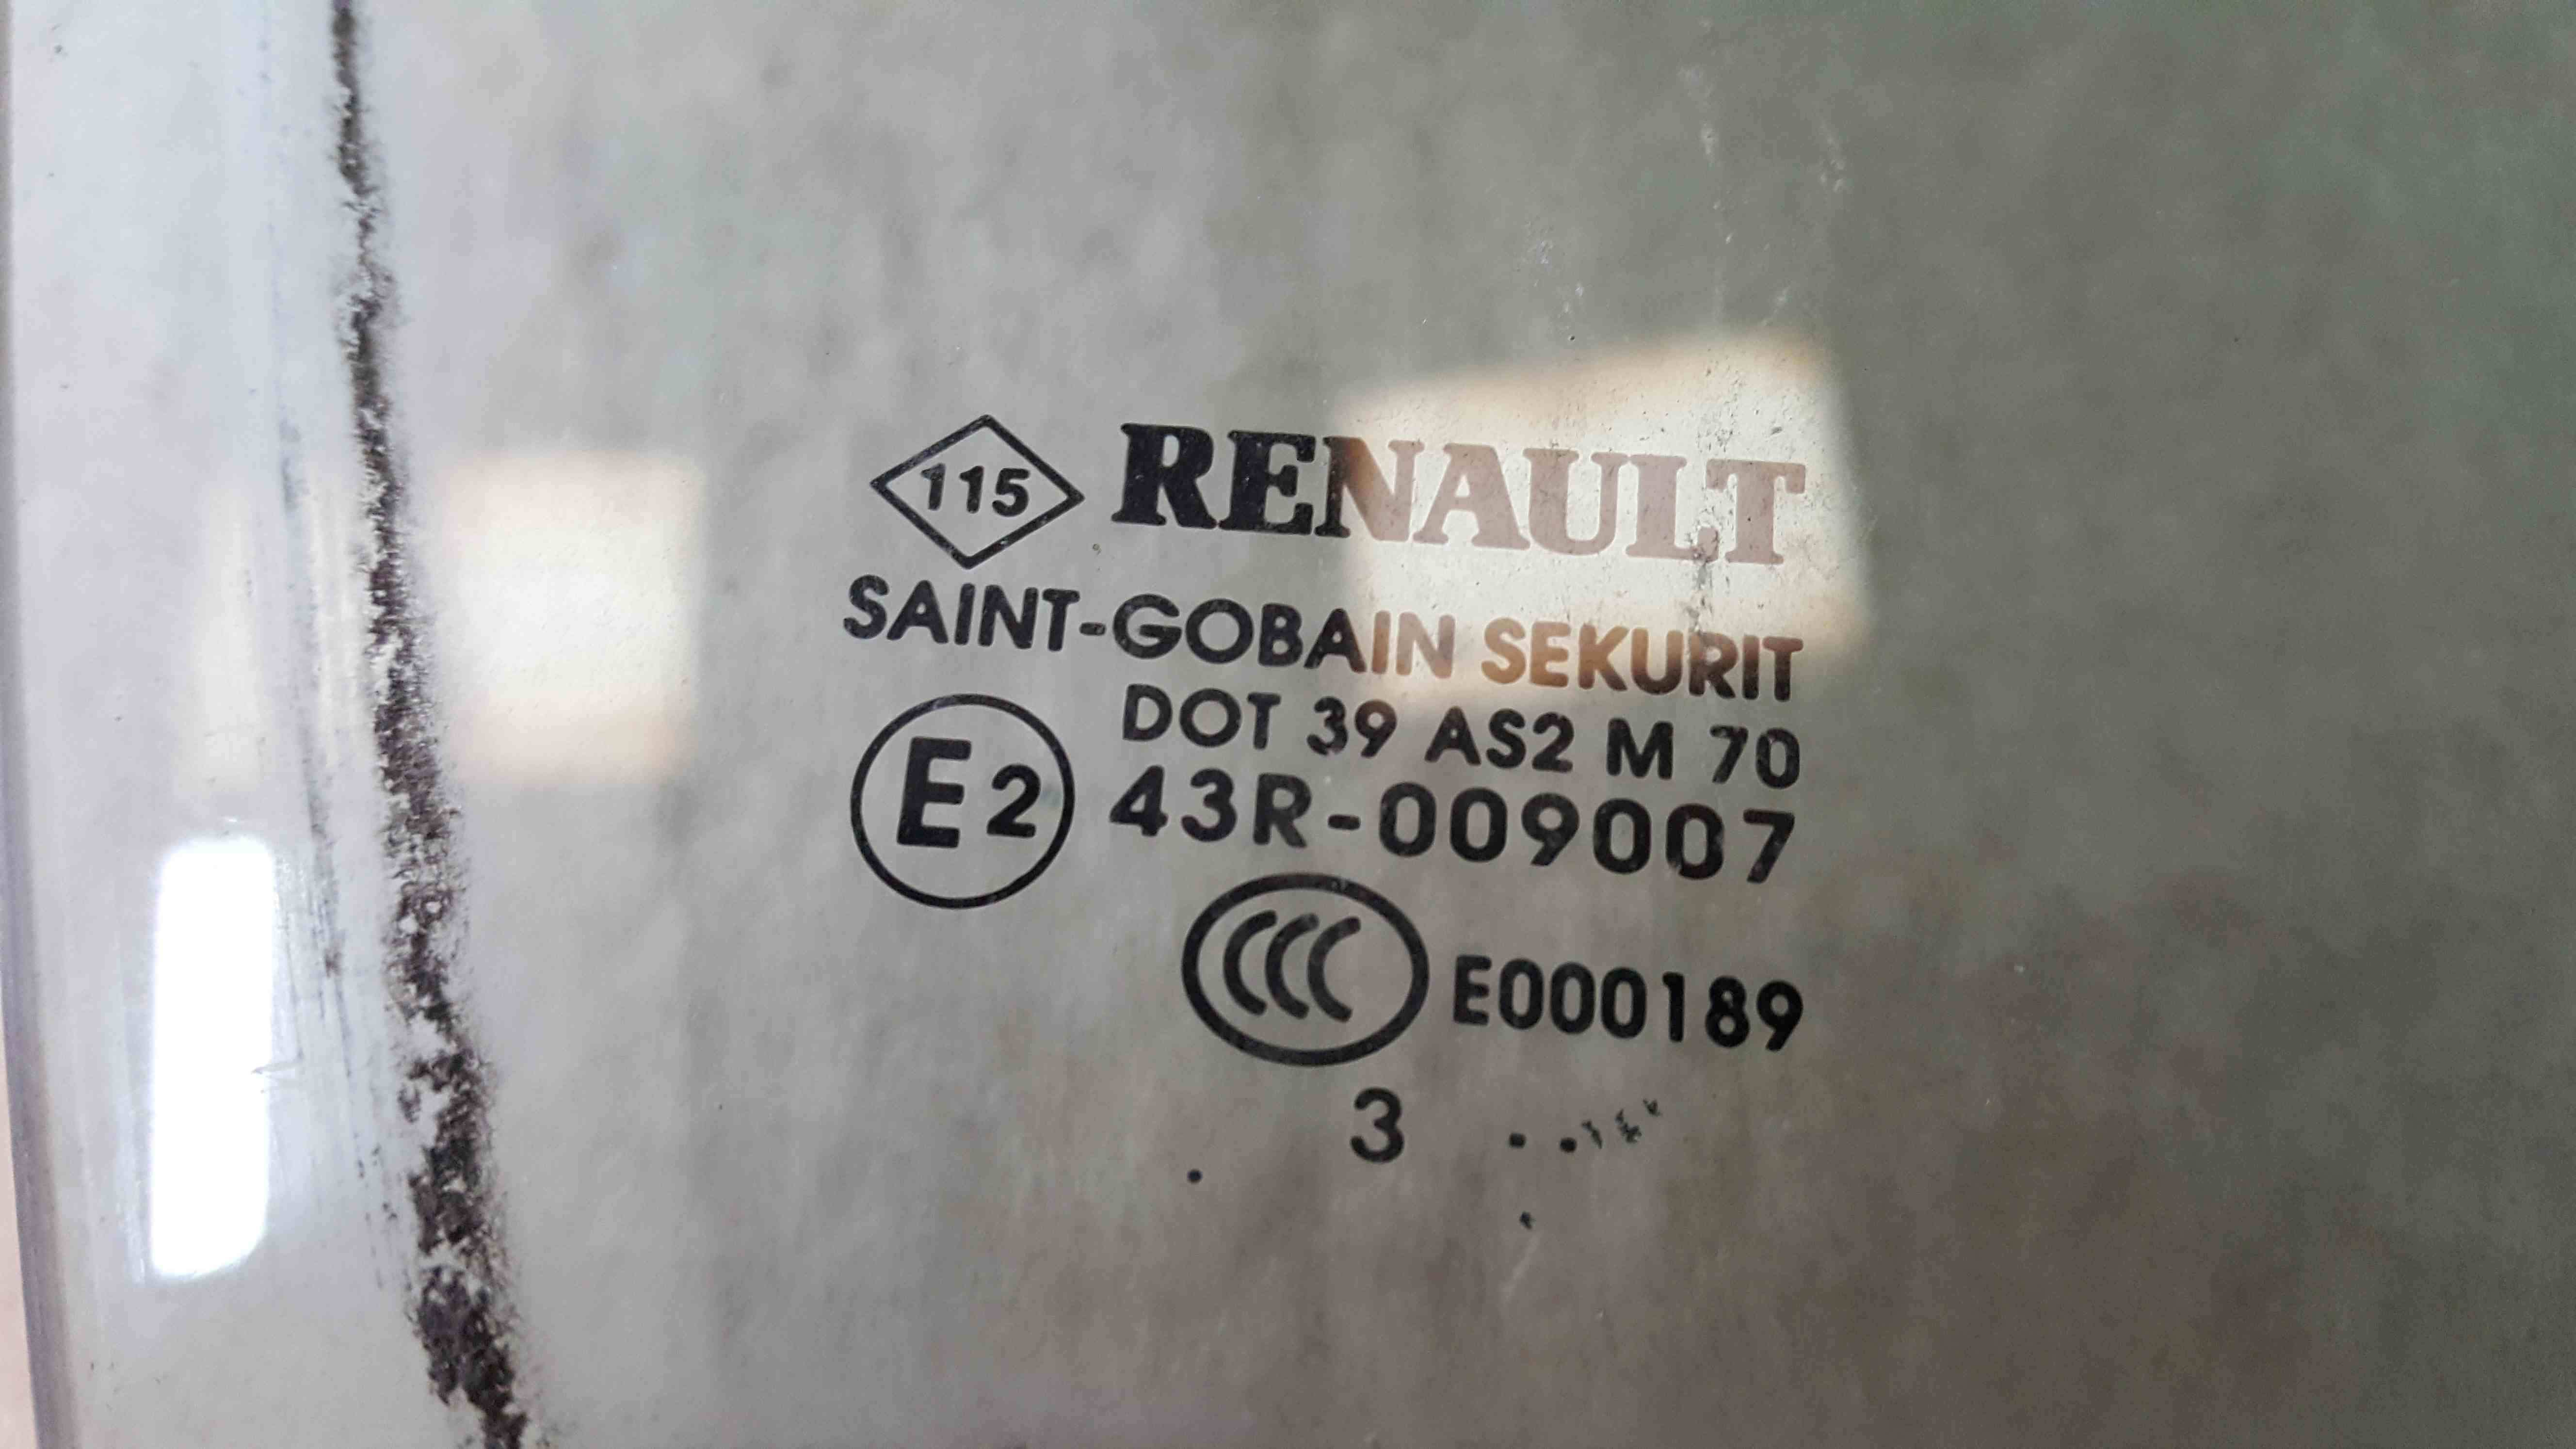 115 RENAULT
SAINT-GOBAIN SEKURIT
DOT 39 AS2 M 70
E2 43R-009007
CCC E000189
3